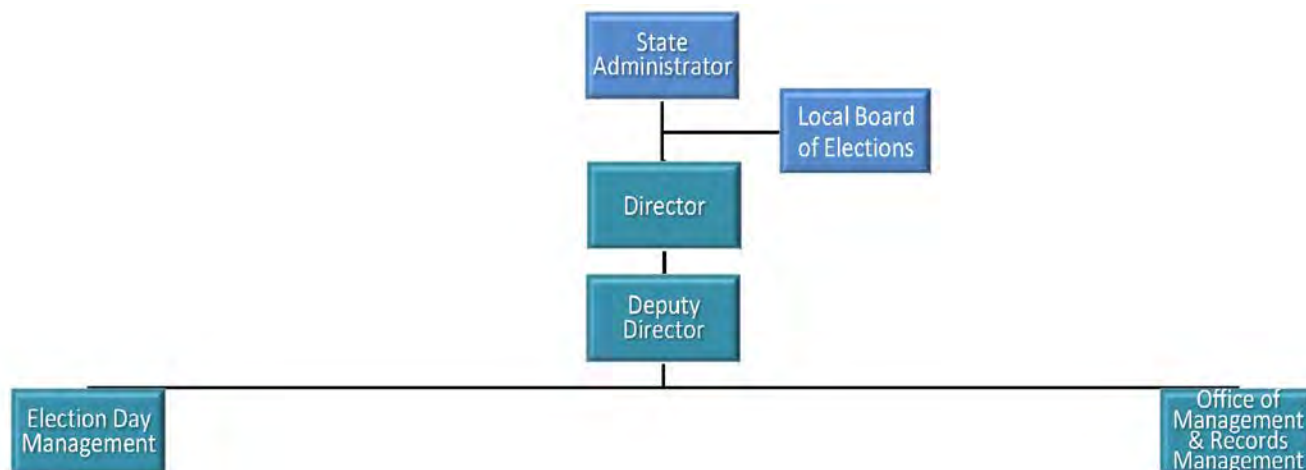 State
Administrator
Local Board
of Elections
Director
Deputy
Director
Election Day
Management
Office of
Management
& Records
Management